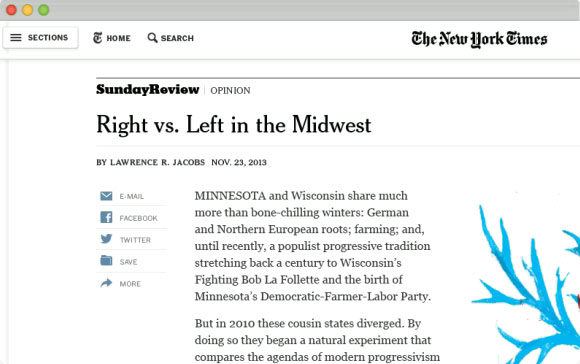 SECTIONS HOME SEARCH The New York Times
SundayReview | OPINION
Right vs. Left in the Midwest
BY LAWRENCE R. JACOBS NOV. 23, 2013
E-MAIL
FACEBOOK
TWITTER
SAVE
MORE
MINNESOTA and Wisconsin share much
more than bone-chilling winters: German
and Northern European roots; farming; and,
until recently, a populist progressive tradition
stretching back a century to Wisconsin’s
Fighting Bob La Follette and the birth of
Minnesota’s Democratic-Farmer-Labor Party.
But in 2010 these cousin states diverged. By
doing so they began a natural experiment that
compares the agendas of modern progressivism